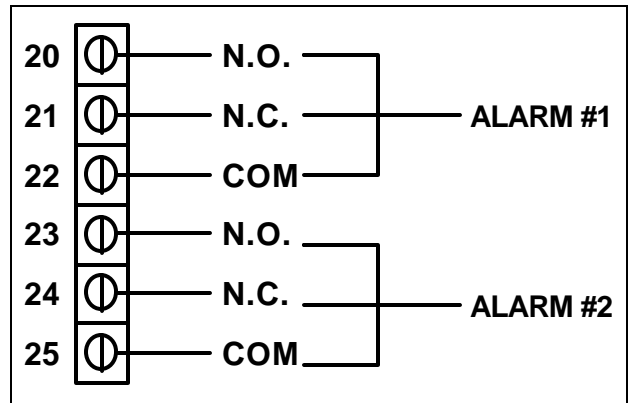 20 N.O.
21 N.C. ALARM #1
22 COM
23 N.O.
24 N.C. ALARM #2
25 COM